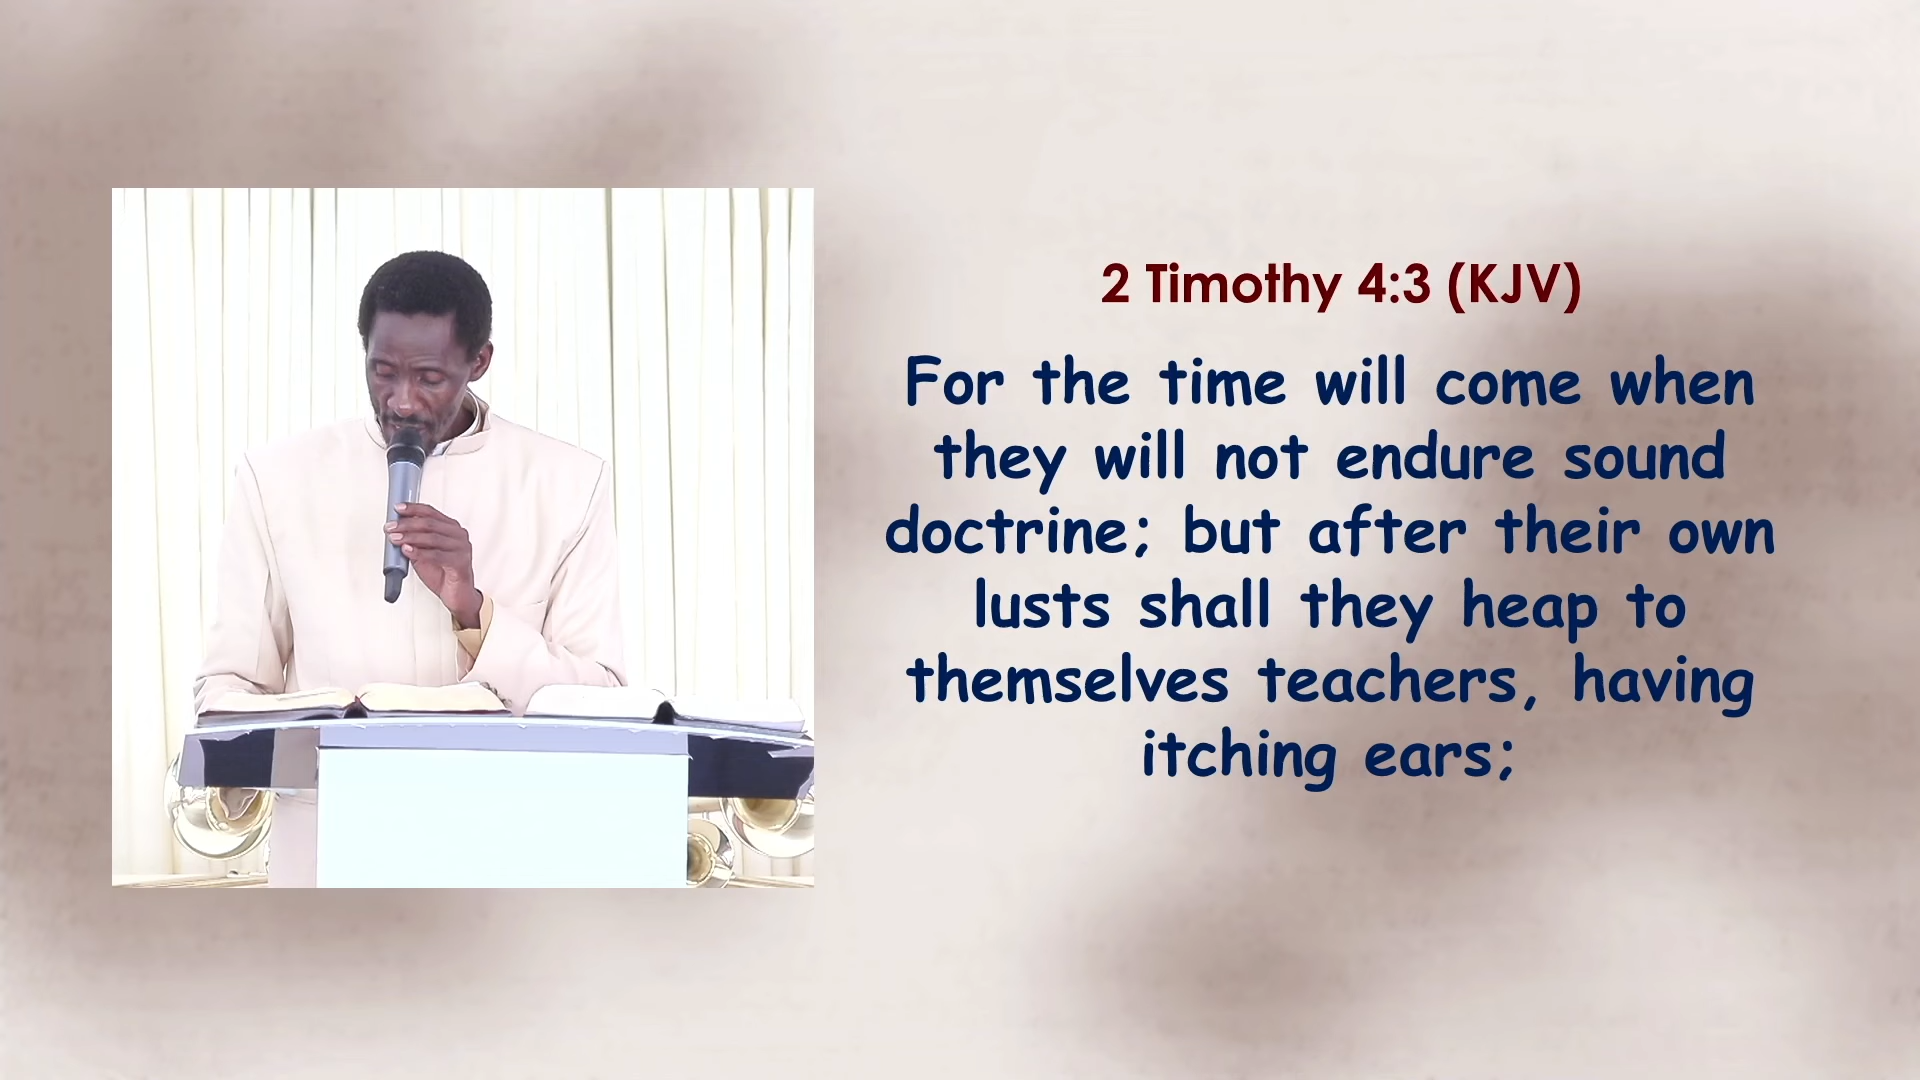 2 Timothy 4:3 (KJV)
For the time will come when
they will not endure sound
doctrine; but after their own
lusts shall they heap to
themselves teachers, having
itching ears;